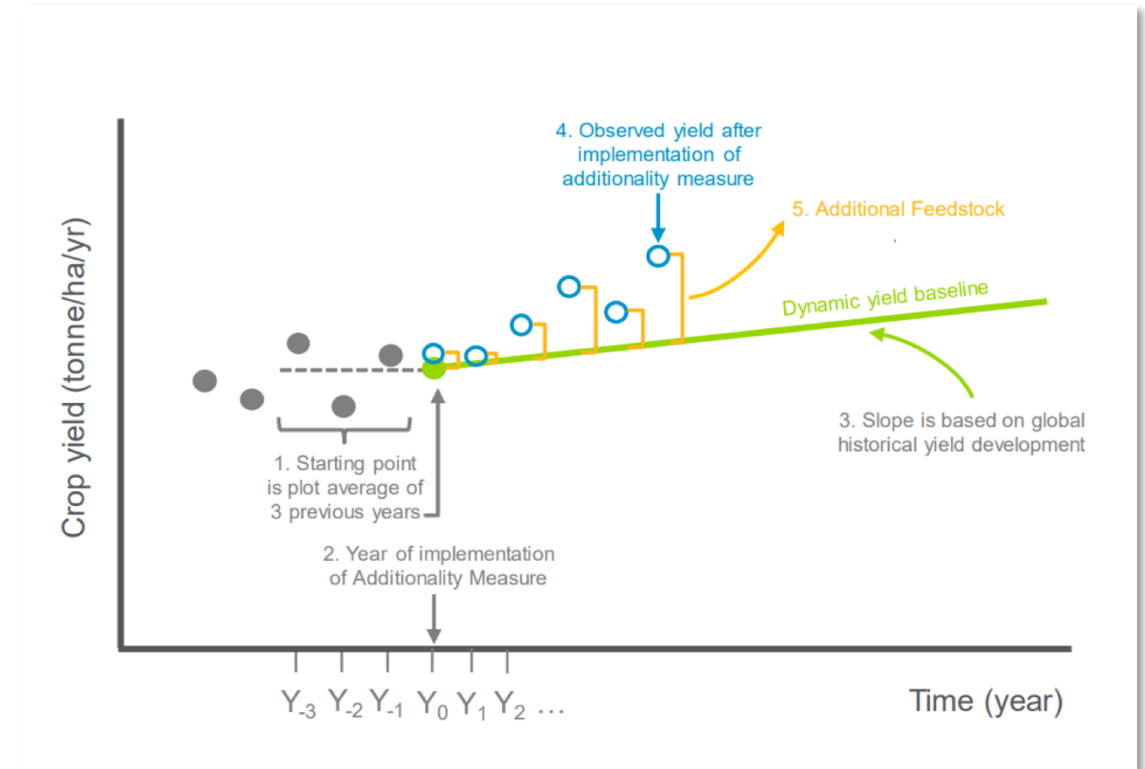 4. Observed yield after
implementation of
additionality measure
5. Additional Feedstock
Dynamic yield baseline
3. Slope is based on global
historical yield development
Crop yield (tonne/ha/yr)
1. Starting point
is plot average of
3 previous years
2. Year of implementation
of Additionality Measure
Y-3 Y-2 Y-1 Y0 Y1 Y2 ...
Time (year)